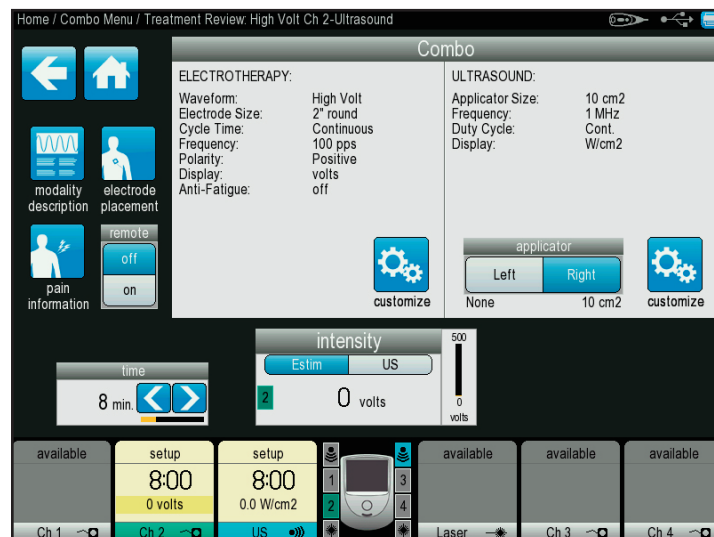 Home / Combo Menu / Treatment Review: High Volt Ch 2-Ultrasound
Combo
ELECTROTHERAPY:
Waveform: High Volt
Electrode Size: 2" round
Cycle Time: Continuous
Frequency: 100 pps
Polarity: Positive
Display: volts
Anti-Fatigue: off
customize
ULTRASOUND:
Applicator Size: 10 cm2
Frequency: 1 MHz
Duty Cycle: Cont.
Display: W/cm2
applicator
Left Right
None 10 cm2
customize
modality
description
electrode
placement
pain
information
remote
off
on
time
8 min.
intensity
Estim US
2 0 volts
500
0
volts
available
Ch 1
setup
8:00
0 volts
Ch 2
setup
8:00
0.0 W/cm2
US
1 3
2 4
available
Laser
available
Ch 3
available
Ch 4